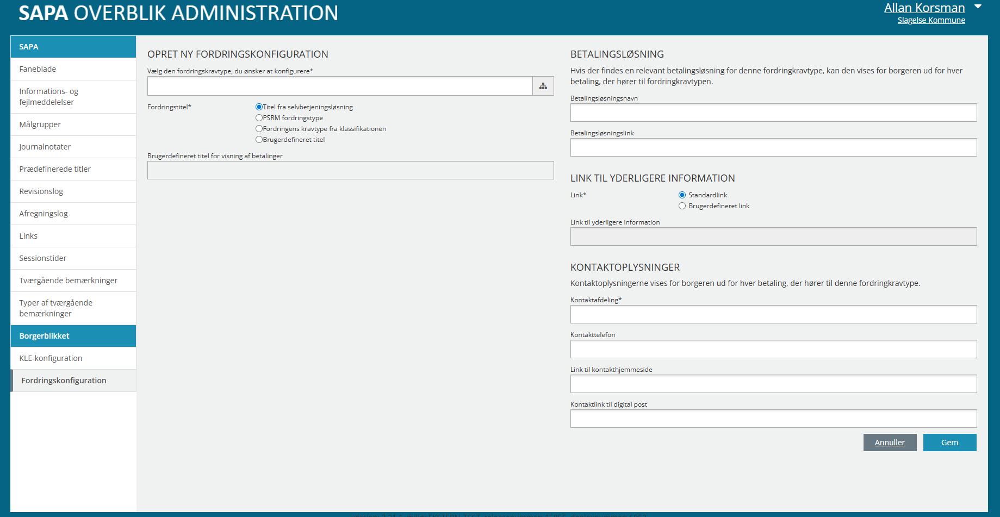 SAPA OVERBLIK ADMINISTRATION
Allan Korsman
Slagelse Kommune
SAPA
Faneblade
Informations- og
fejlmeddelelser
Målgrupper
Journalnotater
Prædefinerede titler
Revisionslog
Afregningslog
Links
Sessionstider
Tværgående bemærkninger
Typer af tværgående
bemærkninger
Borgerblikket
KLE-konfiguration
Fordringskonfiguration
OPRET NY FORDRINGSKONFIGURATION
Vælg den fordringskravtype, du ønsker at konfigurere*
Fordringstitel*
Titel fra selvbetjeningsløsning
PSRM fordringstype
Fordringens kravtype fra klassifikationen
Brugerdefineret titel
Brugerdefineret titel for visning af betalinger
BETALINGSLØSNING
Hvis der findes en relevant betalingsløsning for denne fordringkravtype, kan den vises for borgeren ud for hver
betaling, der hører til fordringkravtypen.
Betalingsløsningsnavn
Betalingsløsningslink
LINK TIL YDERLIGERE INFORMATION
Link*
Standardlink
Brugerdefineret link
Link til yderligere information
KONTAKTOPLYSNINGER
Kontaktoplysningerne vises for borgeren ud for hver betaling, der hører til denne fordringkravtype.
Kontaktafdeling*
Kontakttelefon
Link til kontakthjemmeside
Kontaktlink til digital post
Annuller
Gem